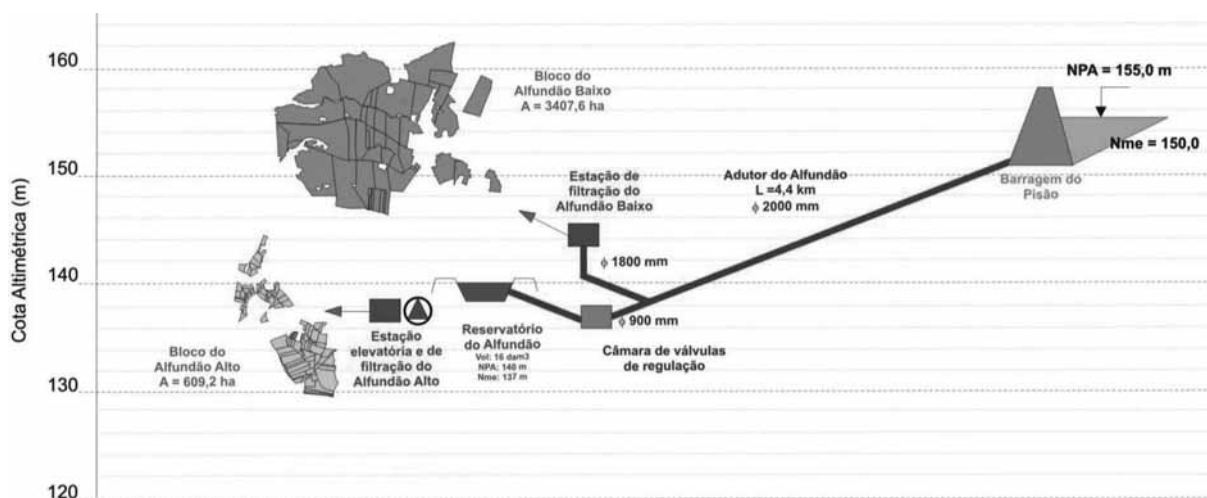 Cota Altimétrica (m)
160
150
140
130
120
Bloco do
Alfundão Baixo
A = 3407,6 ha
NPA = 155,0 m
Nme = 150,0
Barragem do
Pisão
Estação de
filtração do
Alfundão Baixo
Adutor do Alfundão
L =4,4 km
ϕ 2000 mm
ϕ 1800 mm
ϕ 900 mm
Câmara de válvulas
de regulação
Reservatório
do Alfundão
Vol: 16 dam3
NPA: 140 m
Nme: 137 m
Estação
elevatória e de
filtração do
Alfundão Alto
Bloco do
Alfundão Alto
A = 609,2 ha